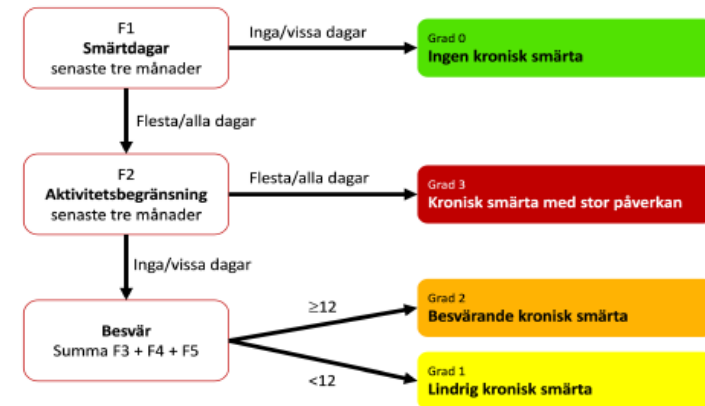 F1
Smärtdagar
senaste tre månader
Inga/vissa dagar
Grad 0
Ingen kronisk smärta
Flesta/alla dagar
F2
Aktivitetsbegränsning
senaste tre månader
Flesta/alla dagar
Grad 3
Kronisk smärta med stor påverkan
Inga/vissa dagar
Besvär
Summa F3 + F4 + F5
≥12
Grad 2
Besvärande kronisk smärta
<12
Grad 1
Lindrig kronisk smärta